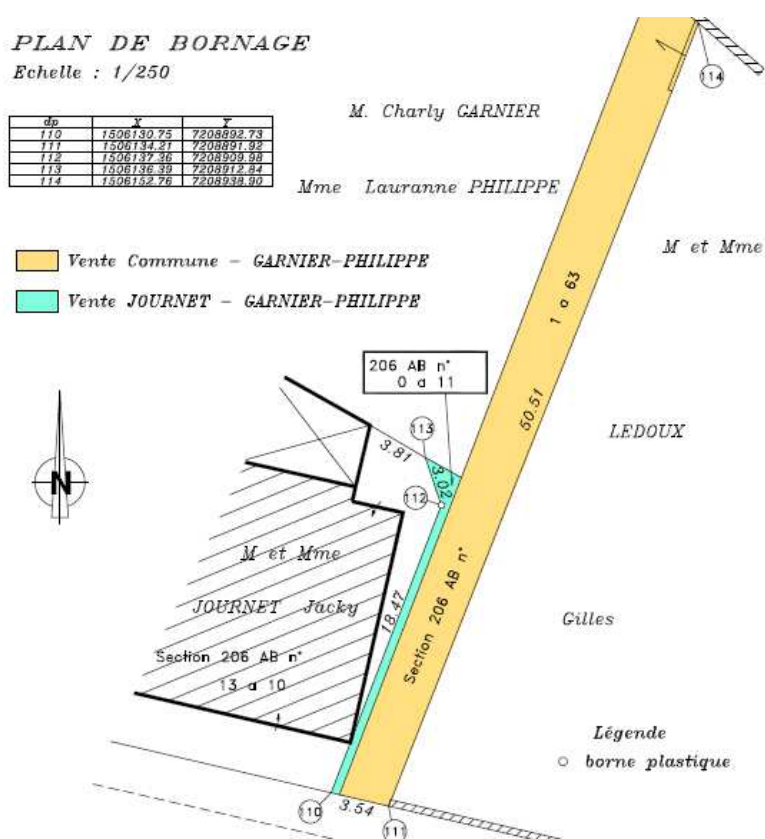 PLAN DE BORNAGE
Echelle : 1/250
dp X Y
110 1506130.75 7208892.73
111 1506134.21 7208891.92
112 1506137.36 7208909.98
113 1506136.39 7208912.84
114 1506152.76 7208938.90
M. Charly GARNIER
114
Mme Lauranne PHILIPPE
M et Mme
Vente Commune - GARNIER-PHILIPPE
Vente JOURNET - GARNIER-PHILIPPE
1 a 63
206 AB n°
0 a 11
50.51
113
3.81
LEDOUX
3.02
112
N
M et Mme
JOURNET Jacky
18.47
Section 206 AB n°
Gilles
Section 206 AB n°
13 a 10
Légende
borne plastique
110
3.54
111